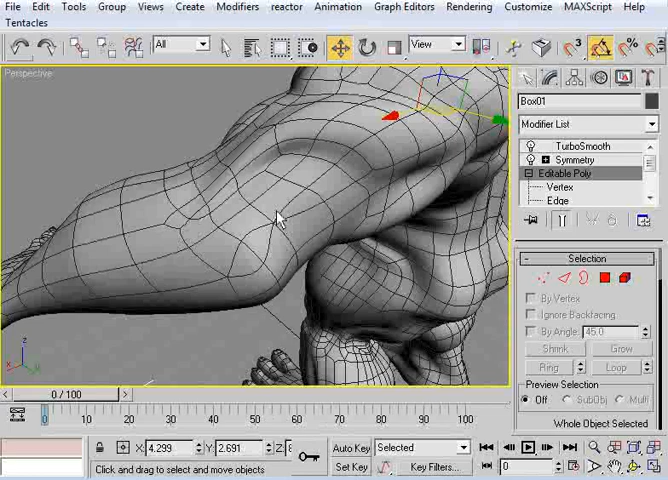 File Edit Tools Group Views Create Modifiers reactor Animation Graph Editors Rendering Customize MAXScript Help
Tentacles
All View 3 %
Perspective
Box01
Modifier List
TurboSmooth
Symmetry
Editable Poly
Vertex
Edge
Selection
By Vertex
Ignore Backfacing
By Angle: 45.0
Shrink Grow
Ring Loop
Preview Selection
Off SubObj Multi
Whole Object Selected
z
x y
0 / 100
0 10 20 30 40 50 60 70 80 90 100
X: 4.299 Y: 2.691 Z: 8 Auto Key Selected
Click and drag to select and move objects Set Key Key Filters... 0